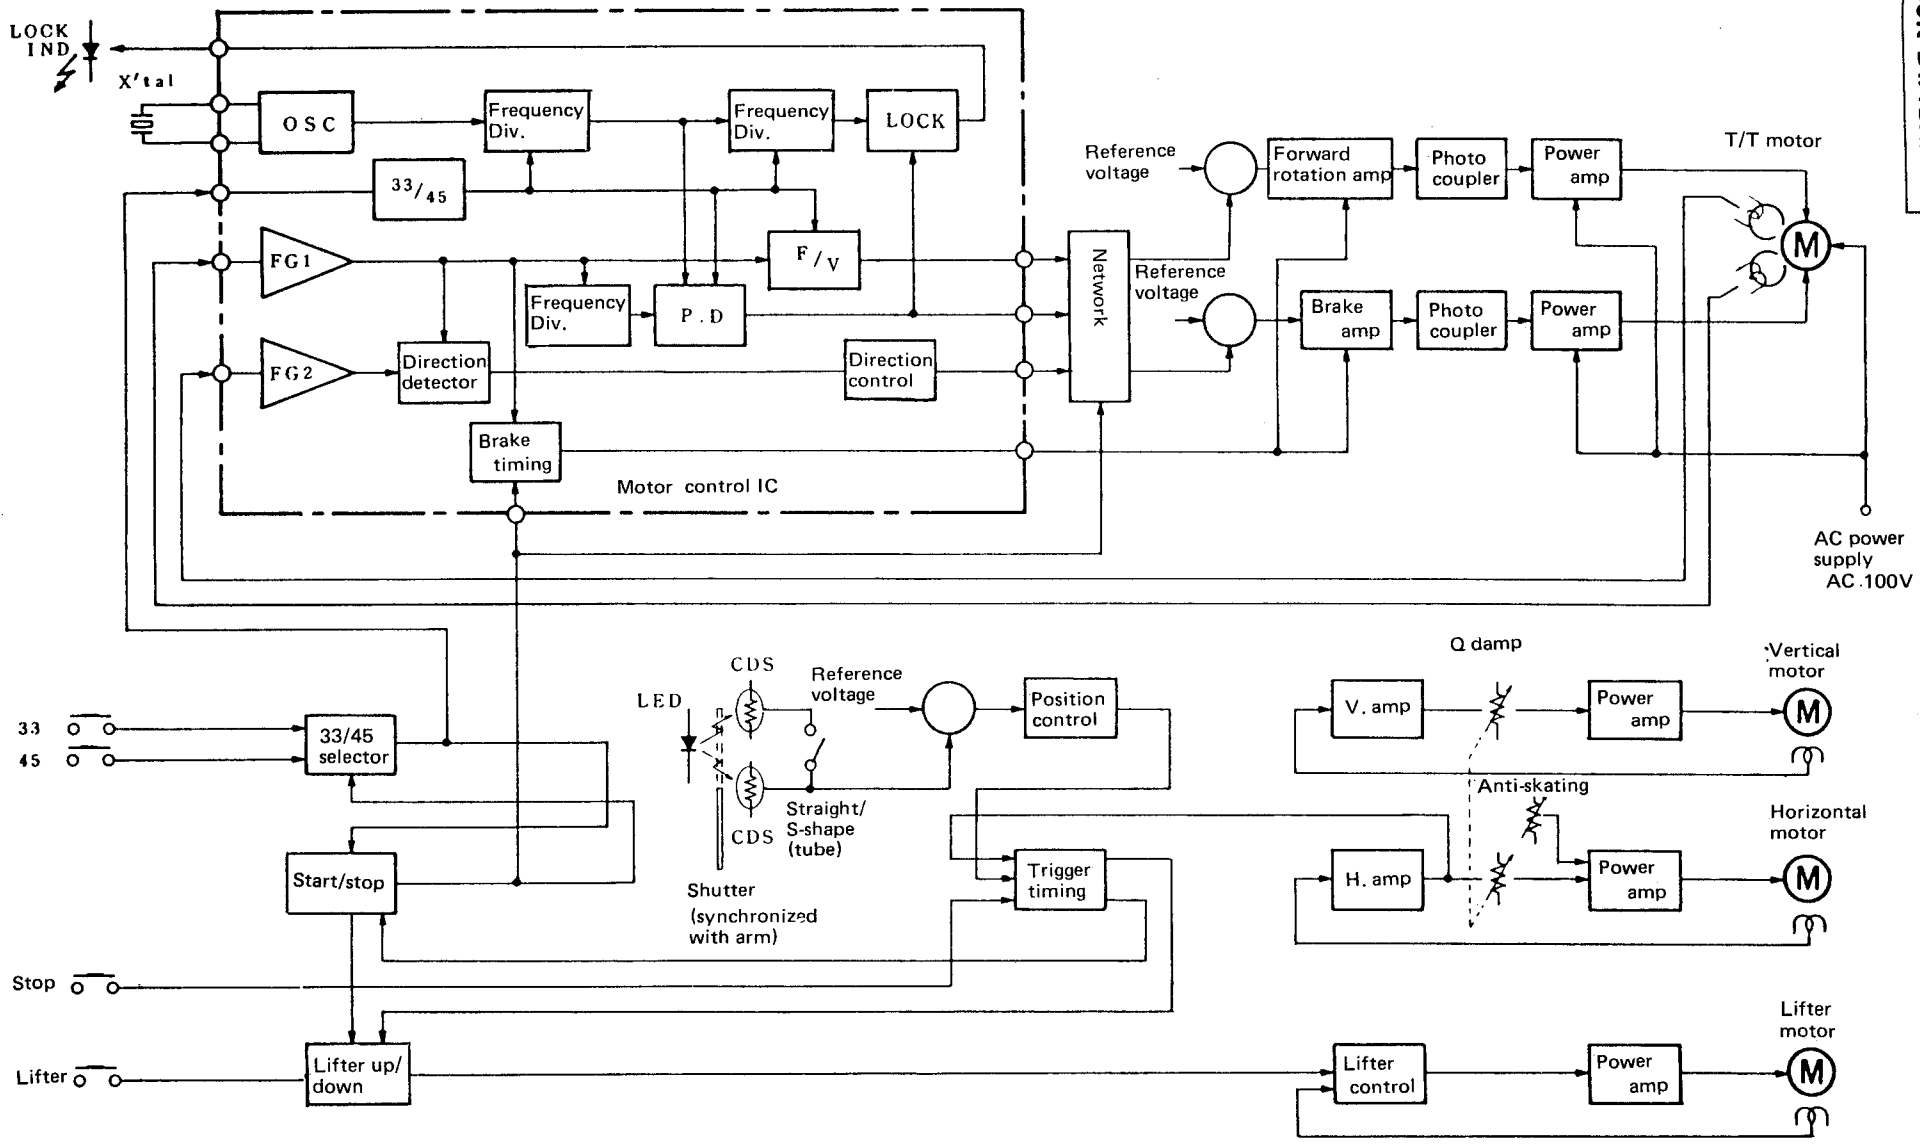 LOCK
IND
X'tal
OSC
Frequency
Div.
Frequency
Div.
LOCK
33/45
FG1
F/V
Frequency
Div.
P.D
FG2
Direction
detector
Direction
control
Brake
timing
Motor control IC
Network
Reference
voltage
Forward
rotation amp
Photo
coupler
Power
amp
T/T motor
M
Reference
voltage
Brake
amp
Photo
coupler
Power
amp
AC power
supply
AC.100V
33
45
33/45
selector
Start/stop
Stop
Lifter
Lifter up/
down
LED
CDS
CDS
Reference
voltage
Position
control
Straight/
S-shape
(tube)
Shutter
(synchronized
with arm)
Trigger
timing
Q damp
V. amp
Power
amp
Vertical
motor
M
Anti-skating
H. amp
Power
amp
Horizontal
motor
M
Lifter
control
Power
amp
Lifter
motor
M